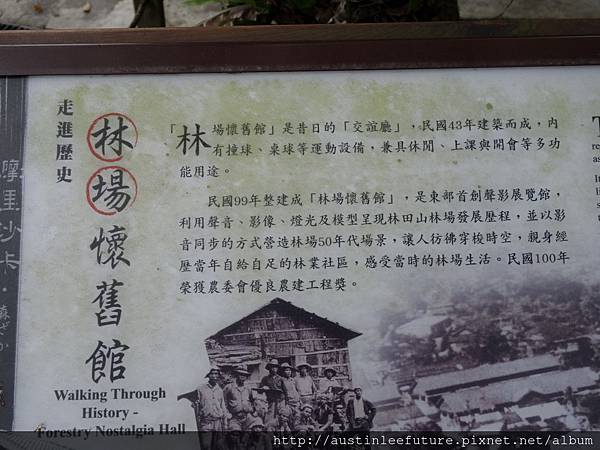 走進歷史
林場懷舊館
Walking Through
History -
Forestry Nostalgia Hall
「林場懷舊館」是昔日的「交誼廳」，民國43年建築而成，內
有撞球、桌球等運動設備，兼具休閒、上課與開會等多功
能用途。
民國99年整建成「林場懷舊館」，是東部首創聲影展覽館，
利用聲音、影像、燈光及模型呈現林田山林場發展歷程，並以影
音同步的方式營造林場50年代場景，讓人彷彿穿梭時空，親身經
歷當年自給自足的林業社區，感受當時的林場生活。民國100年
榮獲農委會優良農建工程獎。
摩里沙卡
http://austinleefuture.pixnet.net/album